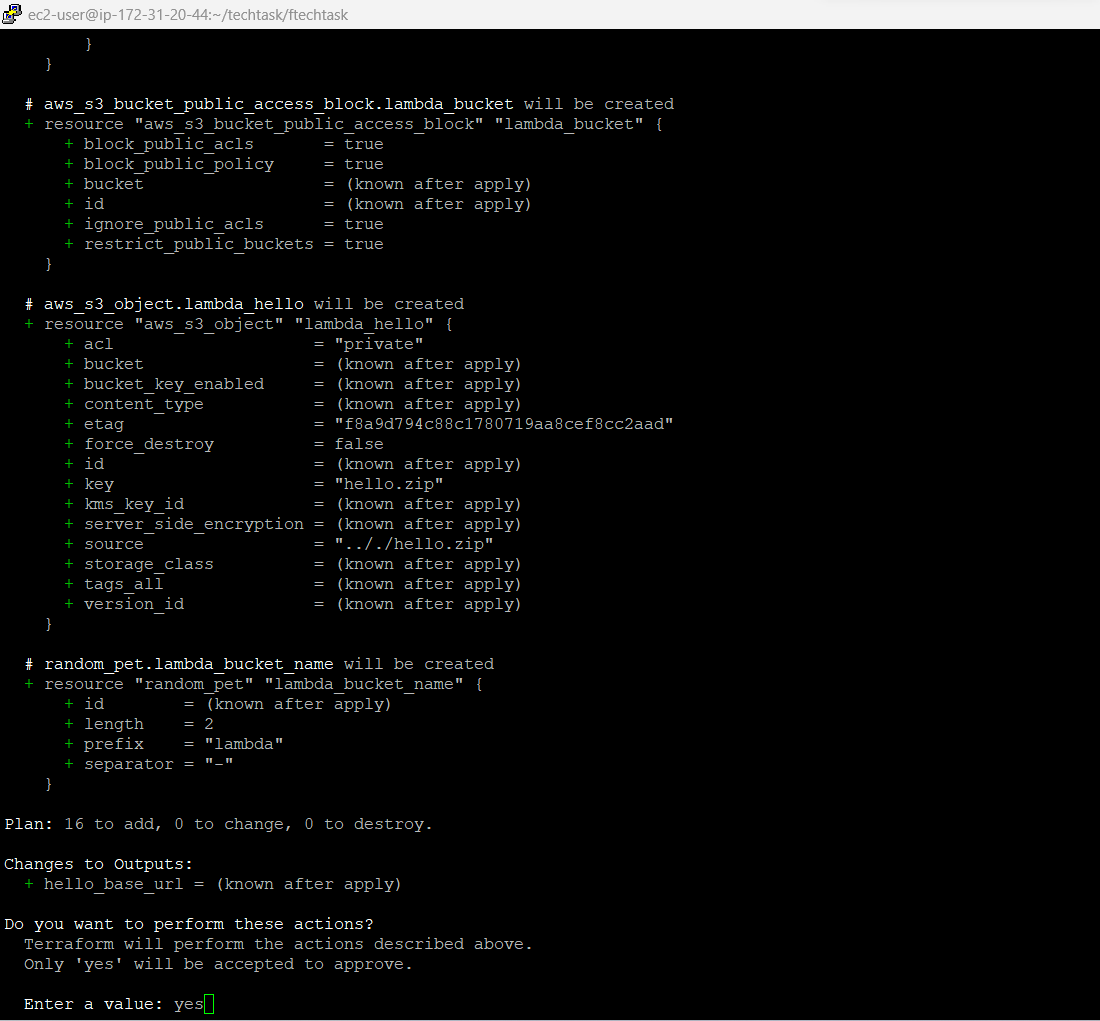 ec2-user@ip-172-31-20-44:~/techtask/ftechtask
        }
    }
  # aws_s3_bucket_public_access_block.lambda_bucket will be created
  + resource "aws_s3_bucket_public_access_block" "lambda_bucket" {
      + block_public_acls       = true
      + block_public_policy     = true
      + bucket                  = (known after apply)
      + id                      = (known after apply)
      + ignore_public_acls      = true
      + restrict_public_buckets = true
    }
  # aws_s3_object.lambda_hello will be created
  + resource "aws_s3_object" "lambda_hello" {
      + acl                    = "private"
      + bucket                 = (known after apply)
      + bucket_key_enabled     = (known after apply)
      + content_type           = (known after apply)
      + etag                   = "f8a9d794c88c1780719aa8cef8cc2aad"
      + force_destroy          = false
      + id                     = (known after apply)
      + key                    = "hello.zip"
      + kms_key_id             = (known after apply)
      + server_side_encryption = (known after apply)
      + source                 = ".././hello.zip"
      + storage_class          = (known after apply)
      + tags_all               = (known after apply)
      + version_id             = (known after apply)
    }
  # random_pet.lambda_bucket_name will be created
  + resource "random_pet" "lambda_bucket_name" {
      + id        = (known after apply)
      + length    = 2
      + prefix    = "lambda"
      + separator = "-"
    }
Plan: 16 to add, 0 to change, 0 to destroy.
Changes to Outputs:
  + hello_base_url = (known after apply)
Do you want to perform these actions?
  Terraform will perform the actions described above.
  Only 'yes' will be accepted to approve.
  Enter a value: yes